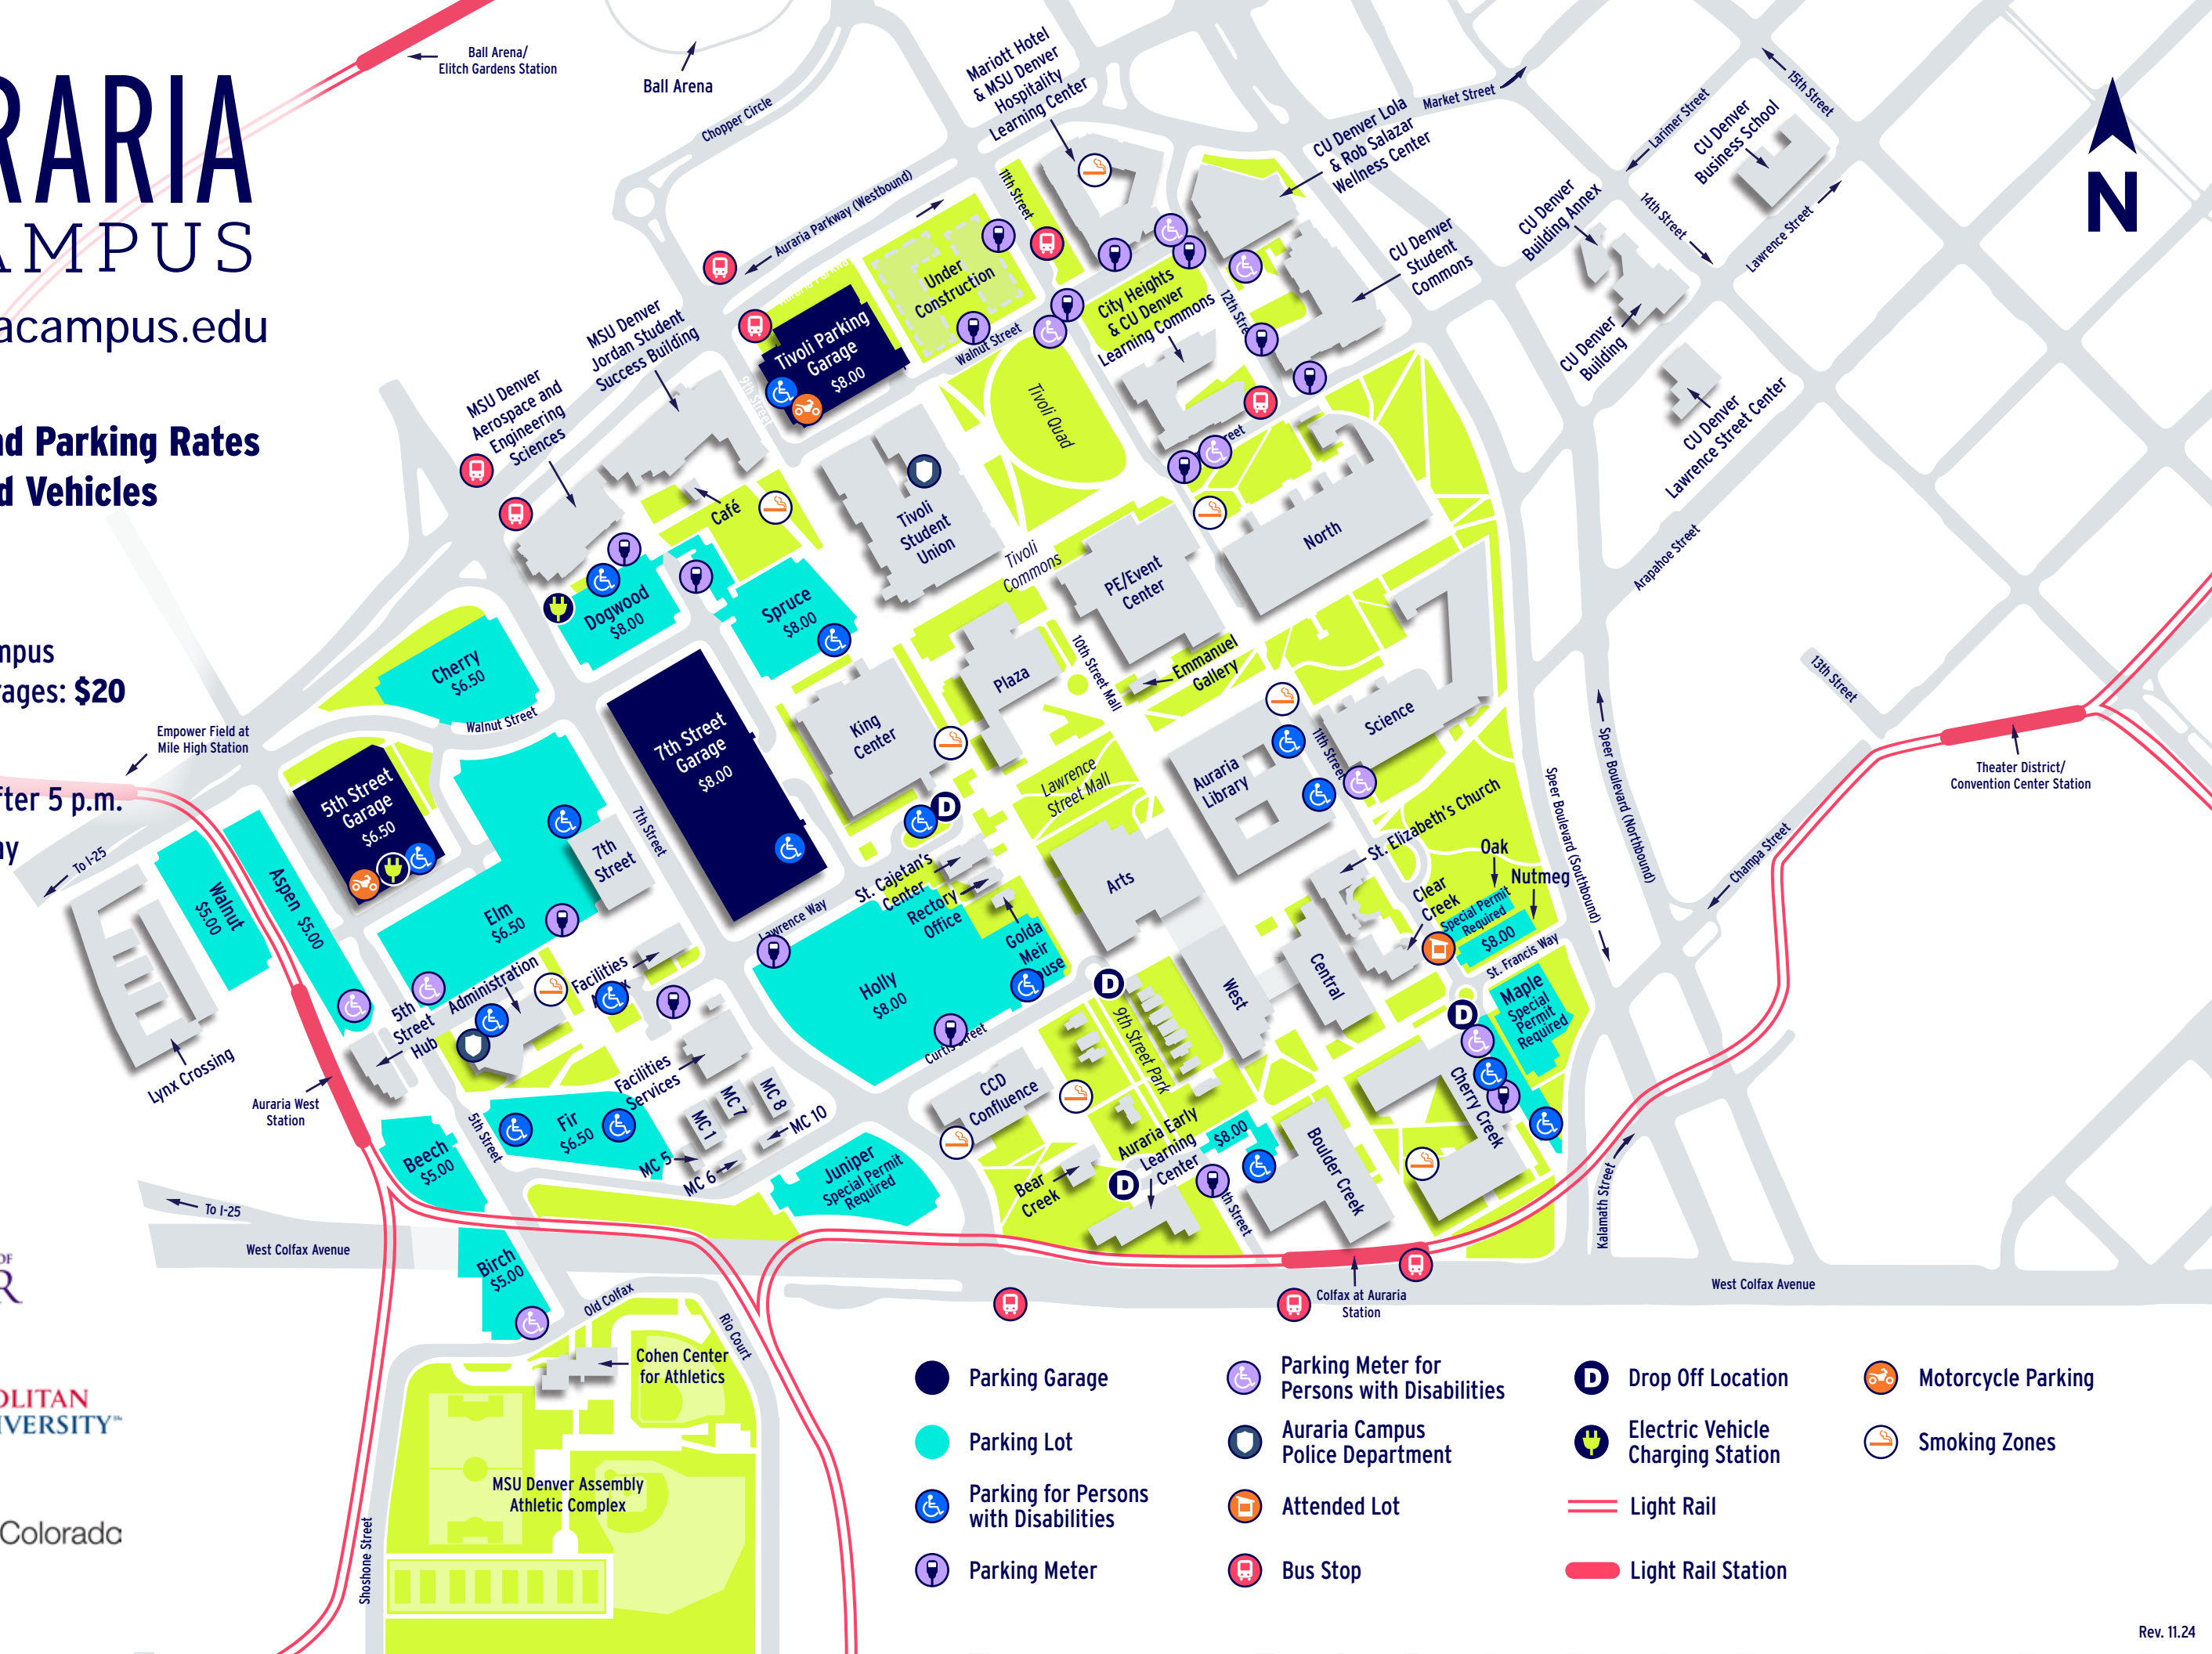 RARIA
AMPUS
acampus.edu
nd Parking Rates
d Vehicles
mpus
rages: $20
fter 5 p.m.
ay
OF
R
OLITAN
VERSITY
Colorado
Ball Arena/
Elitch Gardens Station
Ball Arena
Chopper Circle
Auraria Parkway (Westbound)
Mariott Hotel
& MSU Denver
Hospitality
Learning Center
11th Street
Market Street
CU Denver Lola
& Rob Salazar
Wellness Center
Larimer Street
15th Street
CU Denver
Business School
14th Street
Lawrence Street
CU Denver
Building Annex
CU Denver
Student
Commons
CU Denver
Building
CU Denver
Lawrence Street Center
Arapahoe Street
13th Street
N
Under
Construction
Walnut Street
City Heights
& CU Denver
Learning Commons
Tivoli Parking
Garage
$8.00
9th Street
Tivoli Quad
MSU Denver
Jordan Student
Success Building
MSU Denver
Aerospace and
Engineering
Sciences
Café
Tivoli
Student
Union
Tivoli
Commons
PE/Event
Center
North
Dogwood
$8.00
Spruce
$8.00
Cherry
$6.50
Walnut Street
Plaza
10th Street Mall
Emmanuel
Gallery
King
Center
7th Street
Garage
$8.00
Science
11th Street
Auraria
Library
Lawrence
Street Mall
Empower Field at
Mile High Station
5th Street
Garage
$6.50
7th Street
7th
Street
To I-25
Walnut
$5.00
Aspen $5.00
Elm
$6.50
Speer Boulevard (Northbound)
Speer Boulevard (Southbound)
Theater District/
Convention Center Station
Champa Street
St. Elizabeth's Church
Oak
Nutmeg
Special Permit
Required
$8.00
Clear
Creek
St. Francis Way
Arts
St. Cajetan's
Center
Rectory
Office
Golda
Meir
Lawrence Way
Holly
$8.00
Curtis Street
Facilities
Administration
5th
Street
Hub
Lynx Crossing
Auraria West
Station
Facilities
Services
MC 1
MC 7
MC 8
MC 10
MC 5
MC 6
Fir
$6.50
5th Street
Beech
$5.00
CCD
Confluence
9th Street Park
West
Central
Maple
Special
Permit
Required
Cherry Creek
Juniper
Special Permit
Required
Bear
Creek
Auraria Early
Learning
Center
$8.00
Boulder Creek
Kalamath Street
To I-25
West Colfax Avenue
Birch
$5.00
Old Colfax
Rio Court
Colfax at Auraria
Station
West Colfax Avenue
Cohen Center
for Athletics
MSU Denver Assembly
Athletic Complex
Shoshone Street
Parking Garage
Parking Lot
Parking for Persons
with Disabilities
Parking Meter
Parking Meter for
Persons with Disabilities
Auraria Campus
Police Department
Attended Lot
Bus Stop
D Drop Off Location
Electric Vehicle
Charging Station
Light Rail
Light Rail Station
Motorcycle Parking
Smoking Zones
Rev. 11.24